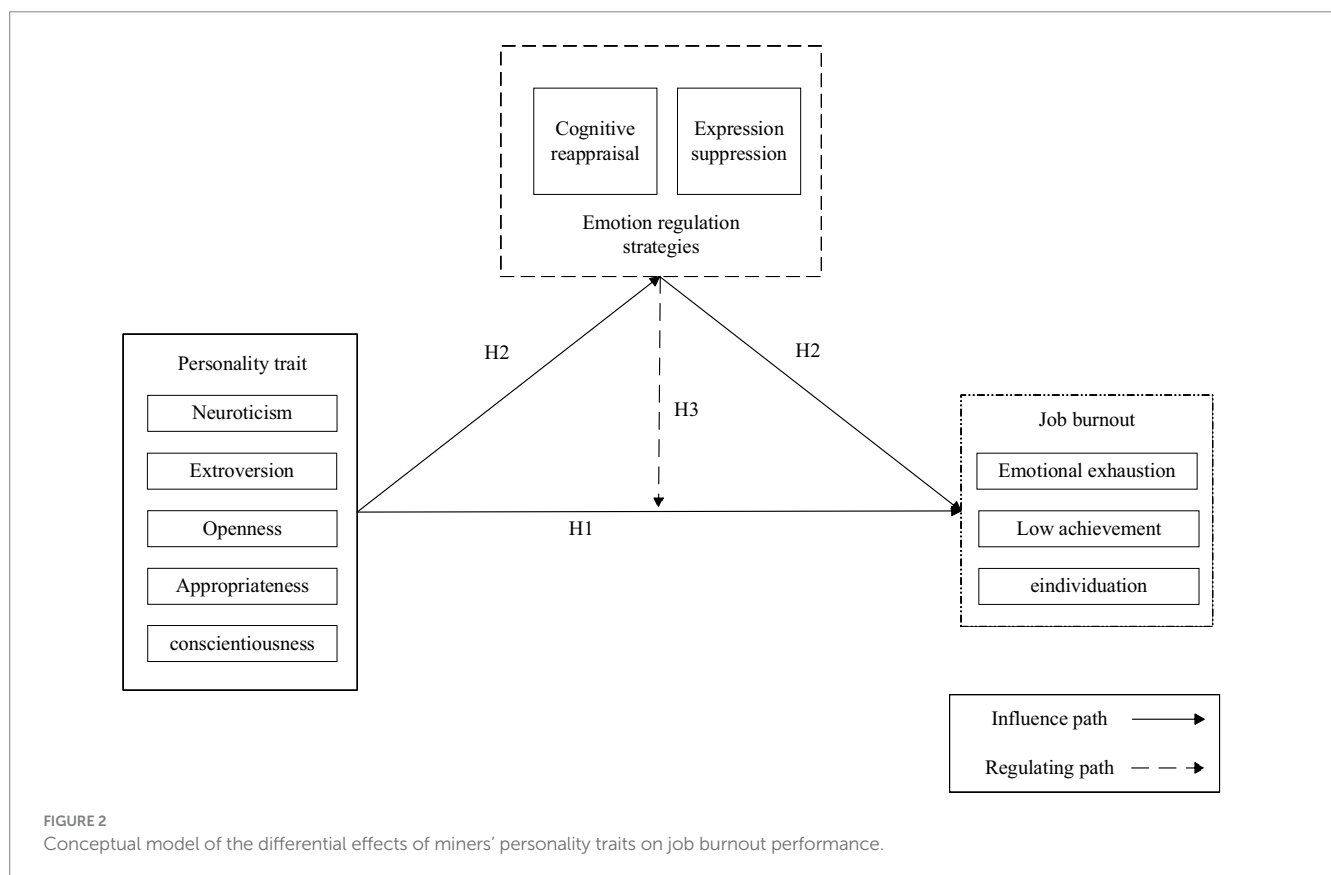 Cognitive
reappraisal
Expression
suppression
Emotion regulation
strategies
Personality trait
Neuroticism
Extroversion
Openness
Appropriateness
conscientiousness
H2
H2
H3
H1
Job burnout
Emotional exhaustion
Low achievement
eindividuation
Influence path
Regulating path
FIGURE 2
Conceptual model of the differential effects of miners’ personality traits on job burnout performance.